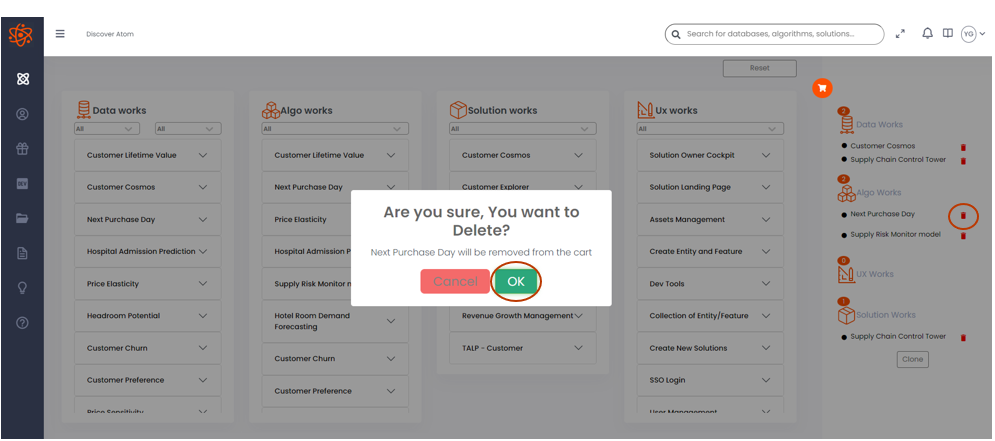 Discover Atom
Search for databases, algorithms, solutions...
YG
Reset
Data works
All
All
Customer Lifetime Value
Customer Cosmos
Next Purchase Day
Hospital Admission Prediction
Price Elasticity
Headroom Potential
Customer Churn
Customer Preference
Price Sensitivity
Algo works
All
Customer Lifetime Value
Next Purchase Day
Price Elasticity
Hospital Admission P
Supply Risk Monitor m
Hotel Room Demand
Forecasting
Customer Churn
Customer Preference
Solution works
All
Customer Cosmos
Customer Explorer
Revenue Growth Management
TALP - Customer
Ux works
All
Solution Owner Cockpit
Solution Landing Page
Assets Management
Create Entity and Feature
Dev Tools
Collection of Entity/Feature
Create New Solutions
SSO Login
User Management
Are you sure, You want to
Delete?
Next Purchase Day will be removed from the cart
Cancel
OK
2
Data Works
Customer Cosmos
Supply Chain Control Tower
2
Algo Works
Next Purchase Day
Supply Risk Monitor model
0
UX Works
1
Solution Works
Supply Chain Control Tower
Clone